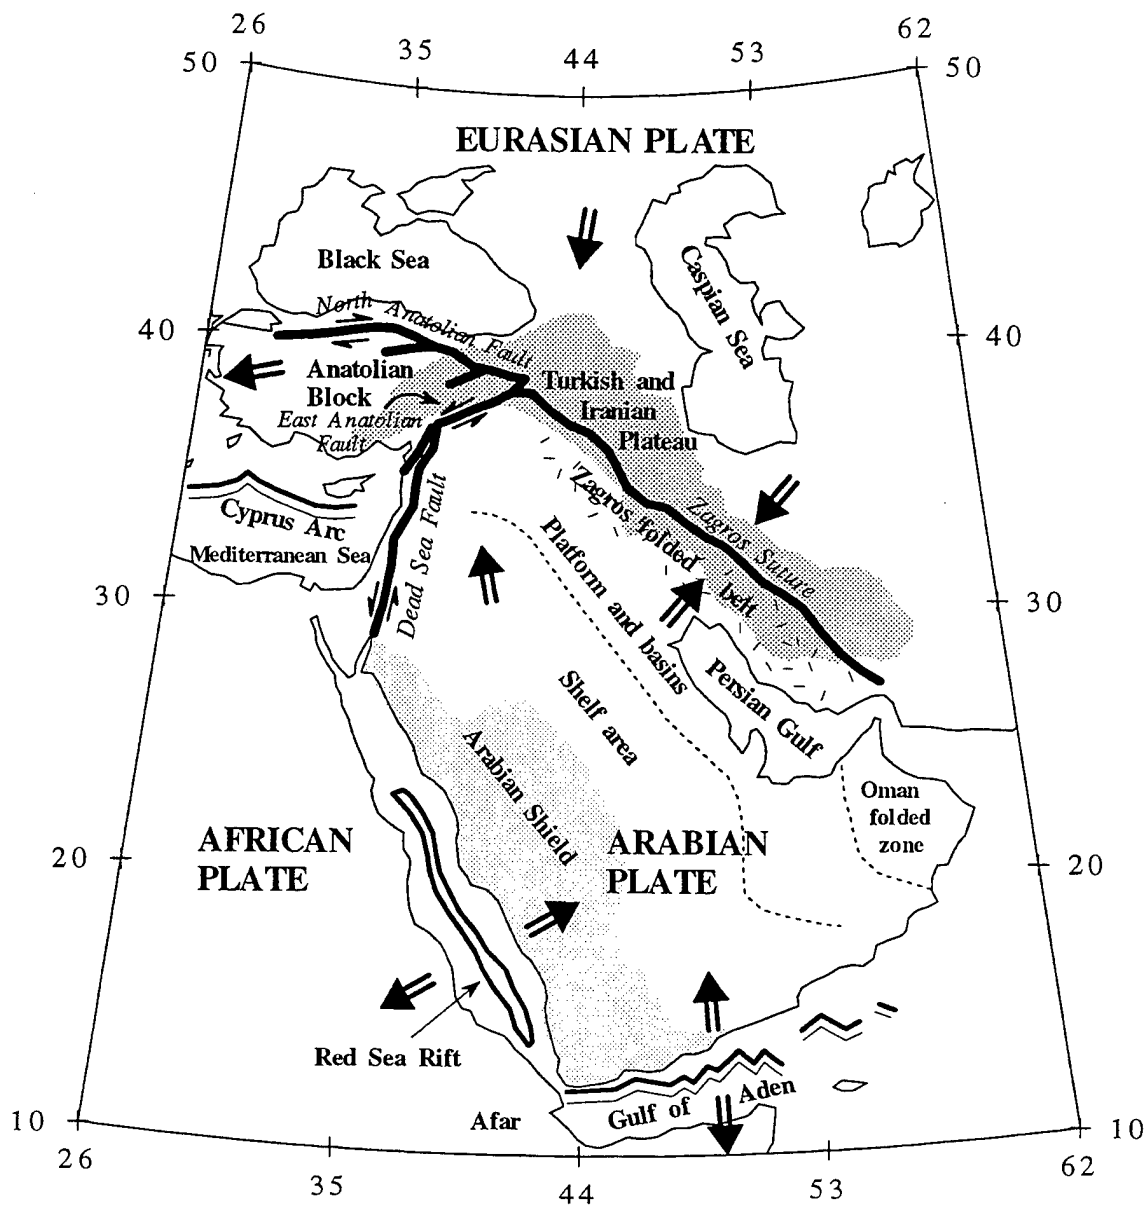 26
35
44
53
62
50
50
EURASIAN PLATE
Black Sea
Caspian Sea
North Anatolian Fault
40
40
Anatolian
Block
East Anatolian
Fault
Turkish and
Iranian
Plateau
Zagros folded
belt
Zagros Suture
Cyprus Arc
Mediterranean Sea
Dead Sea Fault
Platform and basins
30
30
Shelf area
Persian Gulf
Arabian Shield
Oman
folded
zone
AFRICAN
PLATE
ARABIAN
PLATE
20
20
Red Sea Rift
Afar
Gulf of Aden
10
10
26
35
44
53
62